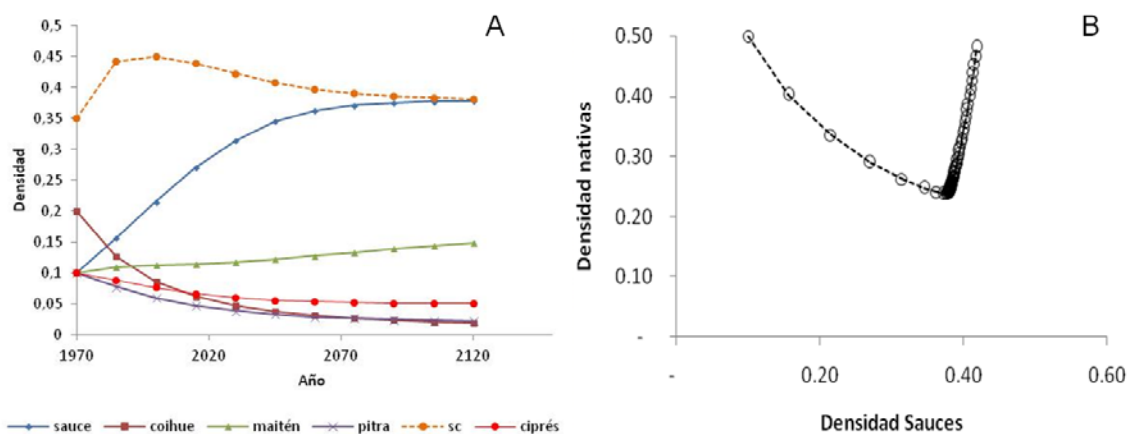 A
0,5
0,45
0,4
0,35
0,3
0,25
0,2
0,15
0,1
0,05
0
Densidad
1970 2020 2070 2120
Año
sauce coihue maitén pitra sc ciprés
B
0.50
0.40
0.30
0.20
0.10
-
Densidad nativas
- 0.20 0.40 0.60
Densidad Sauces